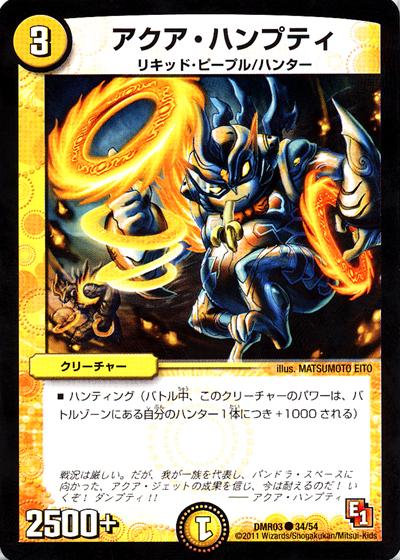 3
アクア・ハンプティ
リキッド・ピープル/ハンター
illus. MATSUMOTO EITO
クリーチャー
■ ハンティング（バトル中、このクリーチャーのパワーは、バ
トルゾーンにある自分のハンター1体につき＋1000される）
戦況は厳しい。だが、我が一族を代表し、パンドラ・スペースに
向かった、アクア・ジェットの成果を信じ、今は耐えるのだ！い
くぞ！ダンプティ!! ―― アクア・ハンプティ
2500+
1
DMR03 ● 34/54
E1
©2011 Wizards/Shogakukan/Mitsui-Kids